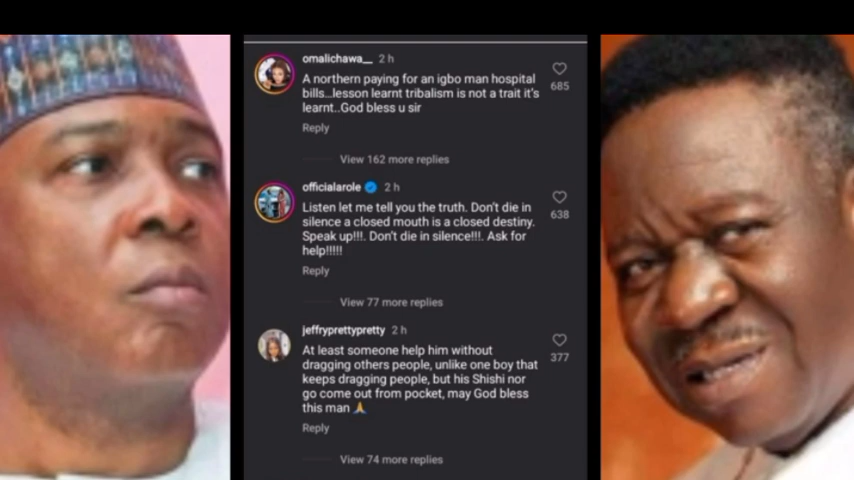 omalichawa__ 2 h
A northern paying for an igbo man hospital
bills...lesson learnt tribalism is not a trait it's
learnt..God bless u sir
685
Reply
View 162 more replies
officialarole 2 h
Listen let me tell you the truth. Don't die in
silence a closed mouth is a closed destiny.
Speak up!!!. Don't die in silence!!!. Ask for
help!!!!!
638
Reply
View 77 more replies
jeffryprettypretty 2 h
At least someone help him without
dragging others people, unlike one boy that
keeps dragging people, but his Shishi nor
go come out from pocket, may God bless
this man 🙏
377
Reply
View 74 more replies